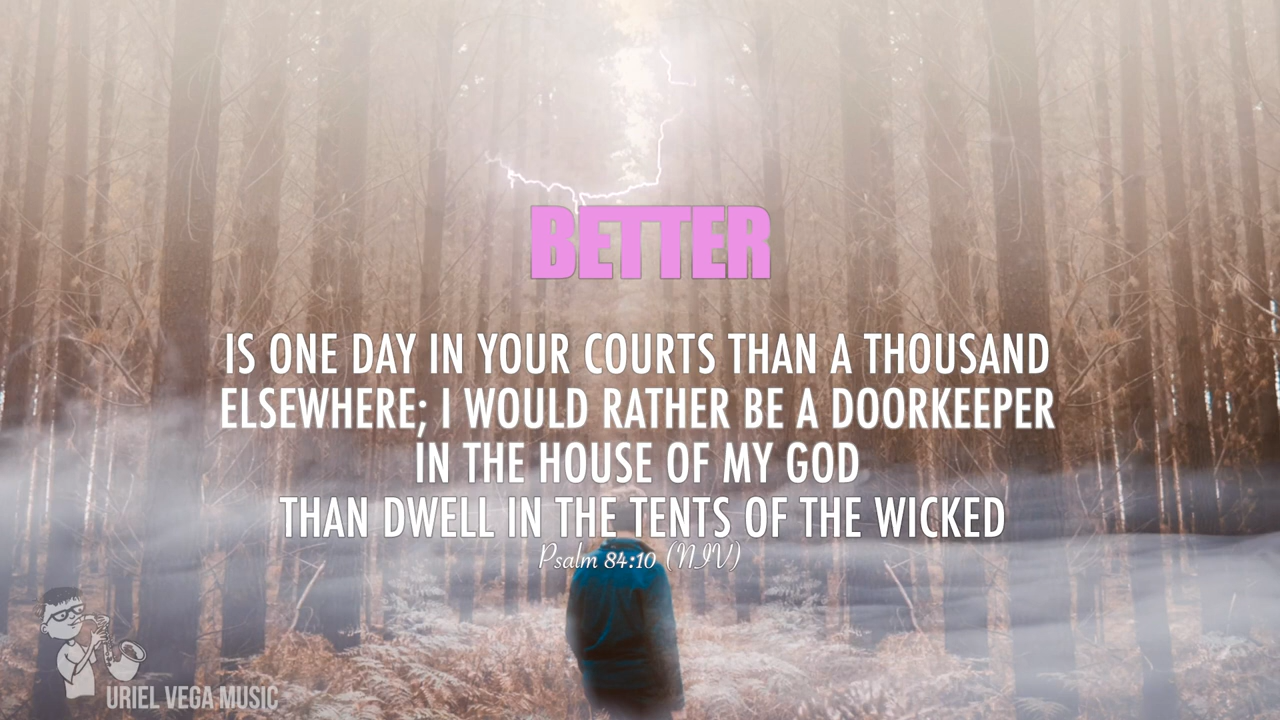 BETTER
IS ONE DAY IN YOUR COURTS THAN A THOUSAND
ELSEWHERE; I WOULD RATHER BE A DOORKEEPER
IN THE HOUSE OF MY GOD
THAN DWELL IN THE TENTS OF THE WICKED
Psalm 84:10 (NIV)
URIEL VEGA MUSIC